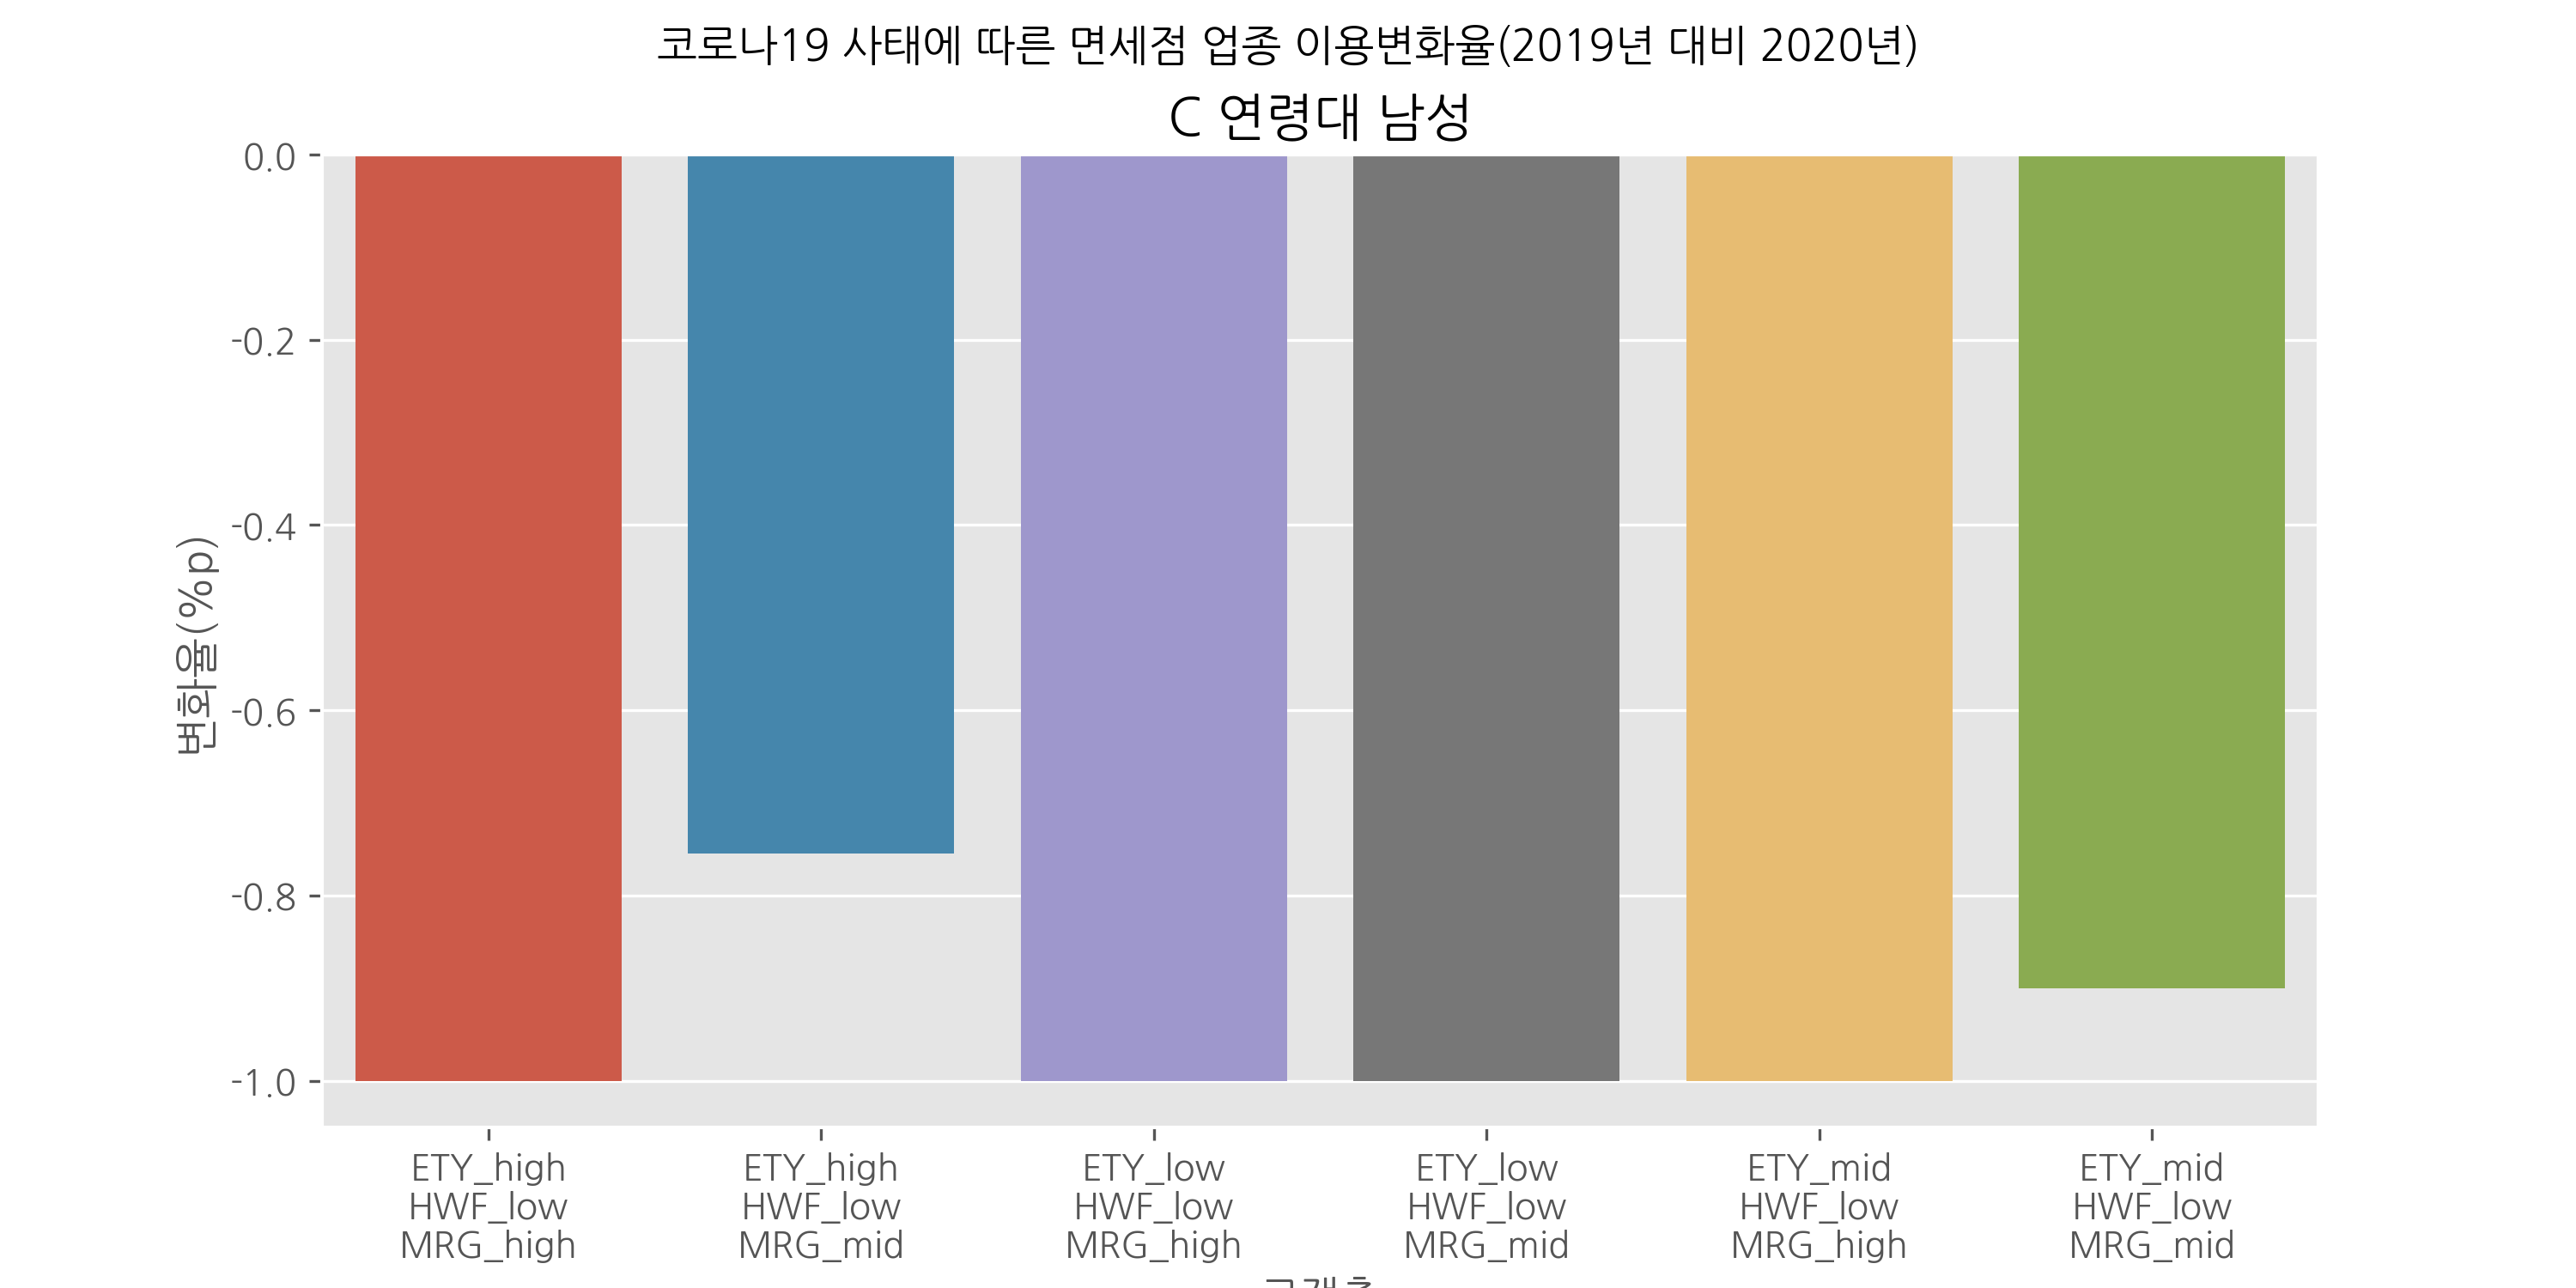 코로나19 사태에 따른 면세점 업종 이용변화율(2019년 대비 2020년)
C 연령대 남성
변화율(%p)
0.0
-0.2
-0.4
-0.6
-0.8
-1.0
ETY_high
HWF_low
MRG_high
ETY_high
HWF_low
MRG_mid
ETY_low
HWF_low
MRG_high
ETY_low
HWF_low
MRG_mid
ETY_mid
HWF_low
MRG_high
ETY_mid
HWF_low
MRG_mid